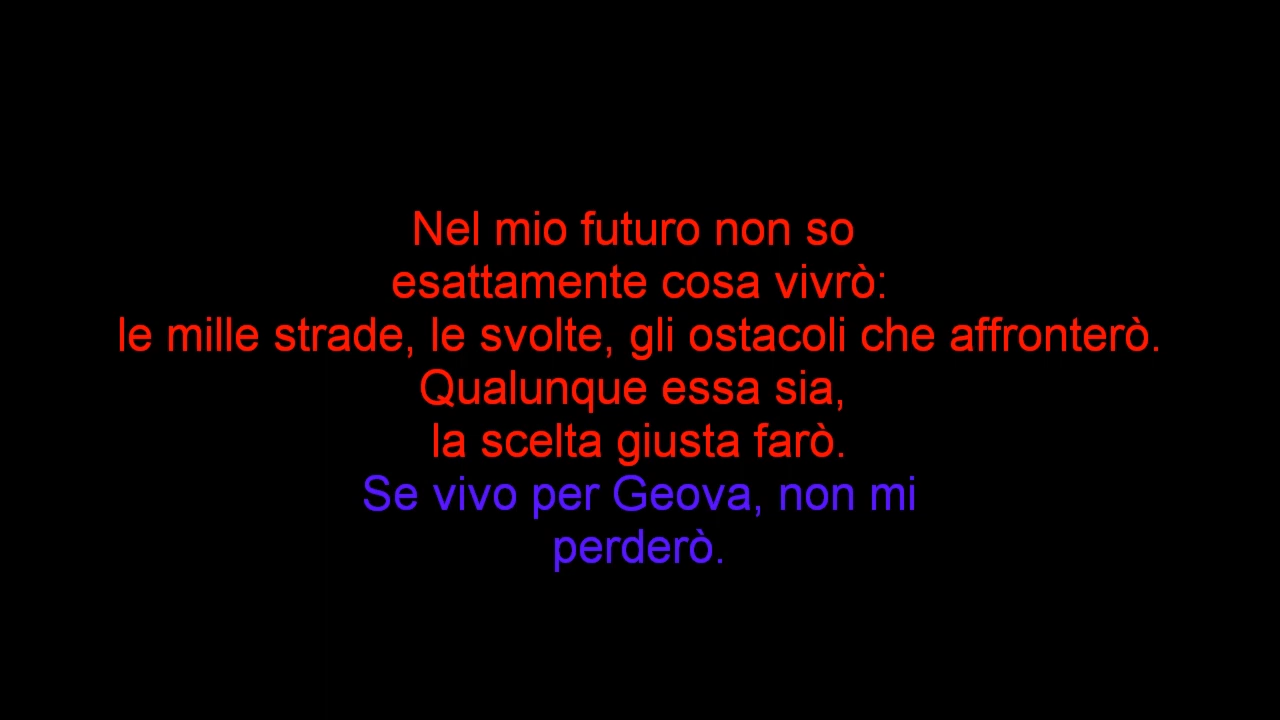 Nel mio futuro non so
esattamente cosa vivrò:
le mille strade, le svolte, gli ostacoli che affronterò.
Qualunque essa sia,
la scelta giusta farò.
Se vivo per Geova, non mi
perderò.